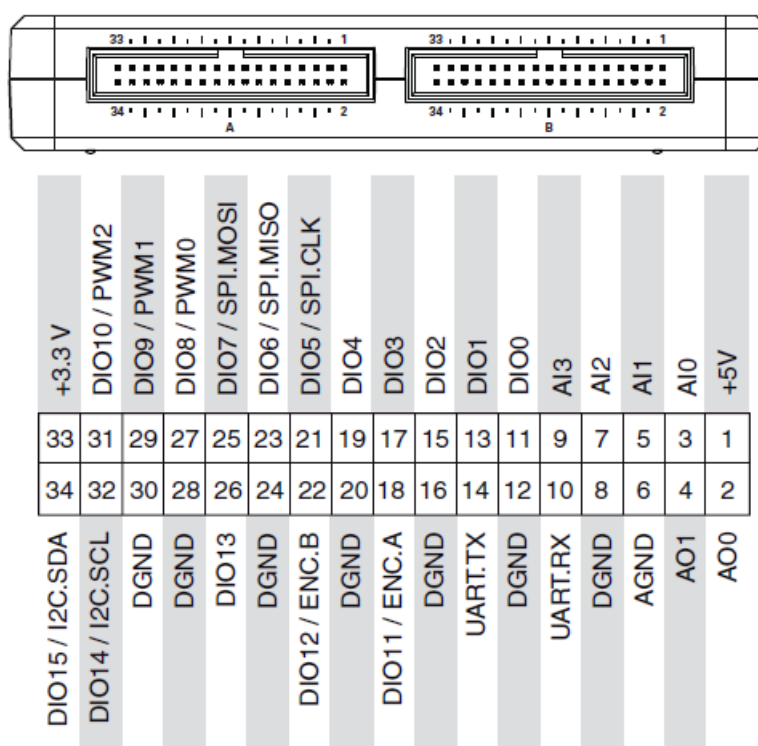 33 1 33 1
34 2 34 2
A B
+3.3 V DIO10 / PWM2 DIO9 / PWM1 DIO8 / PWM0 DIO7 / SPI.MOSI DIO6 / SPI.MISO DIO5 / SPI.CLK DIO4 DIO3 DIO2 DIO1 DIO0 AI3 AI2 AI1 AI0 +5V
33 31 29 27 25 23 21 19 17 15 13 11 9 7 5 3 1
34 32 30 28 26 24 22 20 18 16 14 12 10 8 6 4 2
DIO15 / I2C.SDA DIO14 / I2C.SCL DGND DGND DIO13 DGND DIO12 / ENC.B DGND DIO11 / ENC.A DGND UART.TX DGND UART.RX DGND AGND AO1 AO0